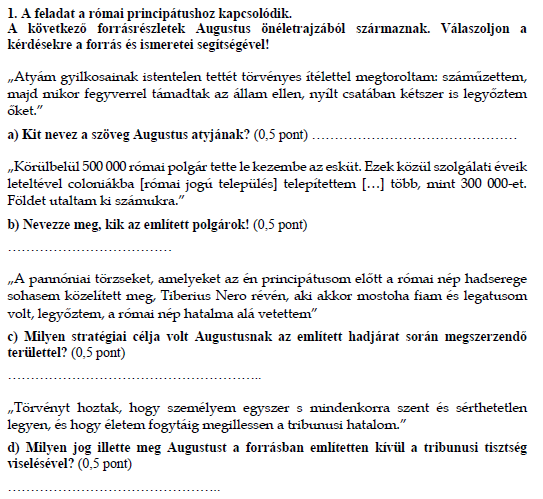 1. A feladat a római principátushoz kapcsolódik.
A következő forrásrészletek Augustus önéletrajzából származnak. Válaszoljon a
kérdésekre a forrás és ismeretei segítségével!
„Atyám gyilkosainak istentelen tettét törvényes ítélettel megtoroltam: száműzettem,
majd mikor fegyverrel támadtak az állam ellen, nyílt csatában kétszer is legyőztem
őket.”
a) Kit nevez a szöveg Augustus atyjának? (0,5 pont) …………………………………………
„Körülbelül 500 000 római polgár tette le kezembe az esküt. Ezek közül szolgálati éveik
leteltével coloniákba [római jogú település] telepítettem […] több, mint 300 000-et.
Földet utaltam ki számukra.”
b) Nevezze meg, kik az említett polgárok! (0,5 pont)
………………………………
„A pannóniai törzseket, amelyeket az én principátusom előtt a római nép hadserege
sohasem közelített meg, Tiberius Nero révén, aki akkor mostoha fiam és legatusom
volt, legyőztem, a római nép hatalma alá vetettem”
c) Milyen stratégiai célja volt Augustusnak az említett hadjárat során megszerzendő
területtel? (0,5 pont)
………………………………………………..
„Törvényt hoztak, hogy személyem egyszer s mindenkorra szent és sérthetetlen
legyen, és hogy életem fogytáig megillessen a tribunusi hatalom.”
d) Milyen jog illette meg Augustust a forrásban említetten kívül a tribunusi tisztség
viselésével? (0,5 pont)
………………………………………..